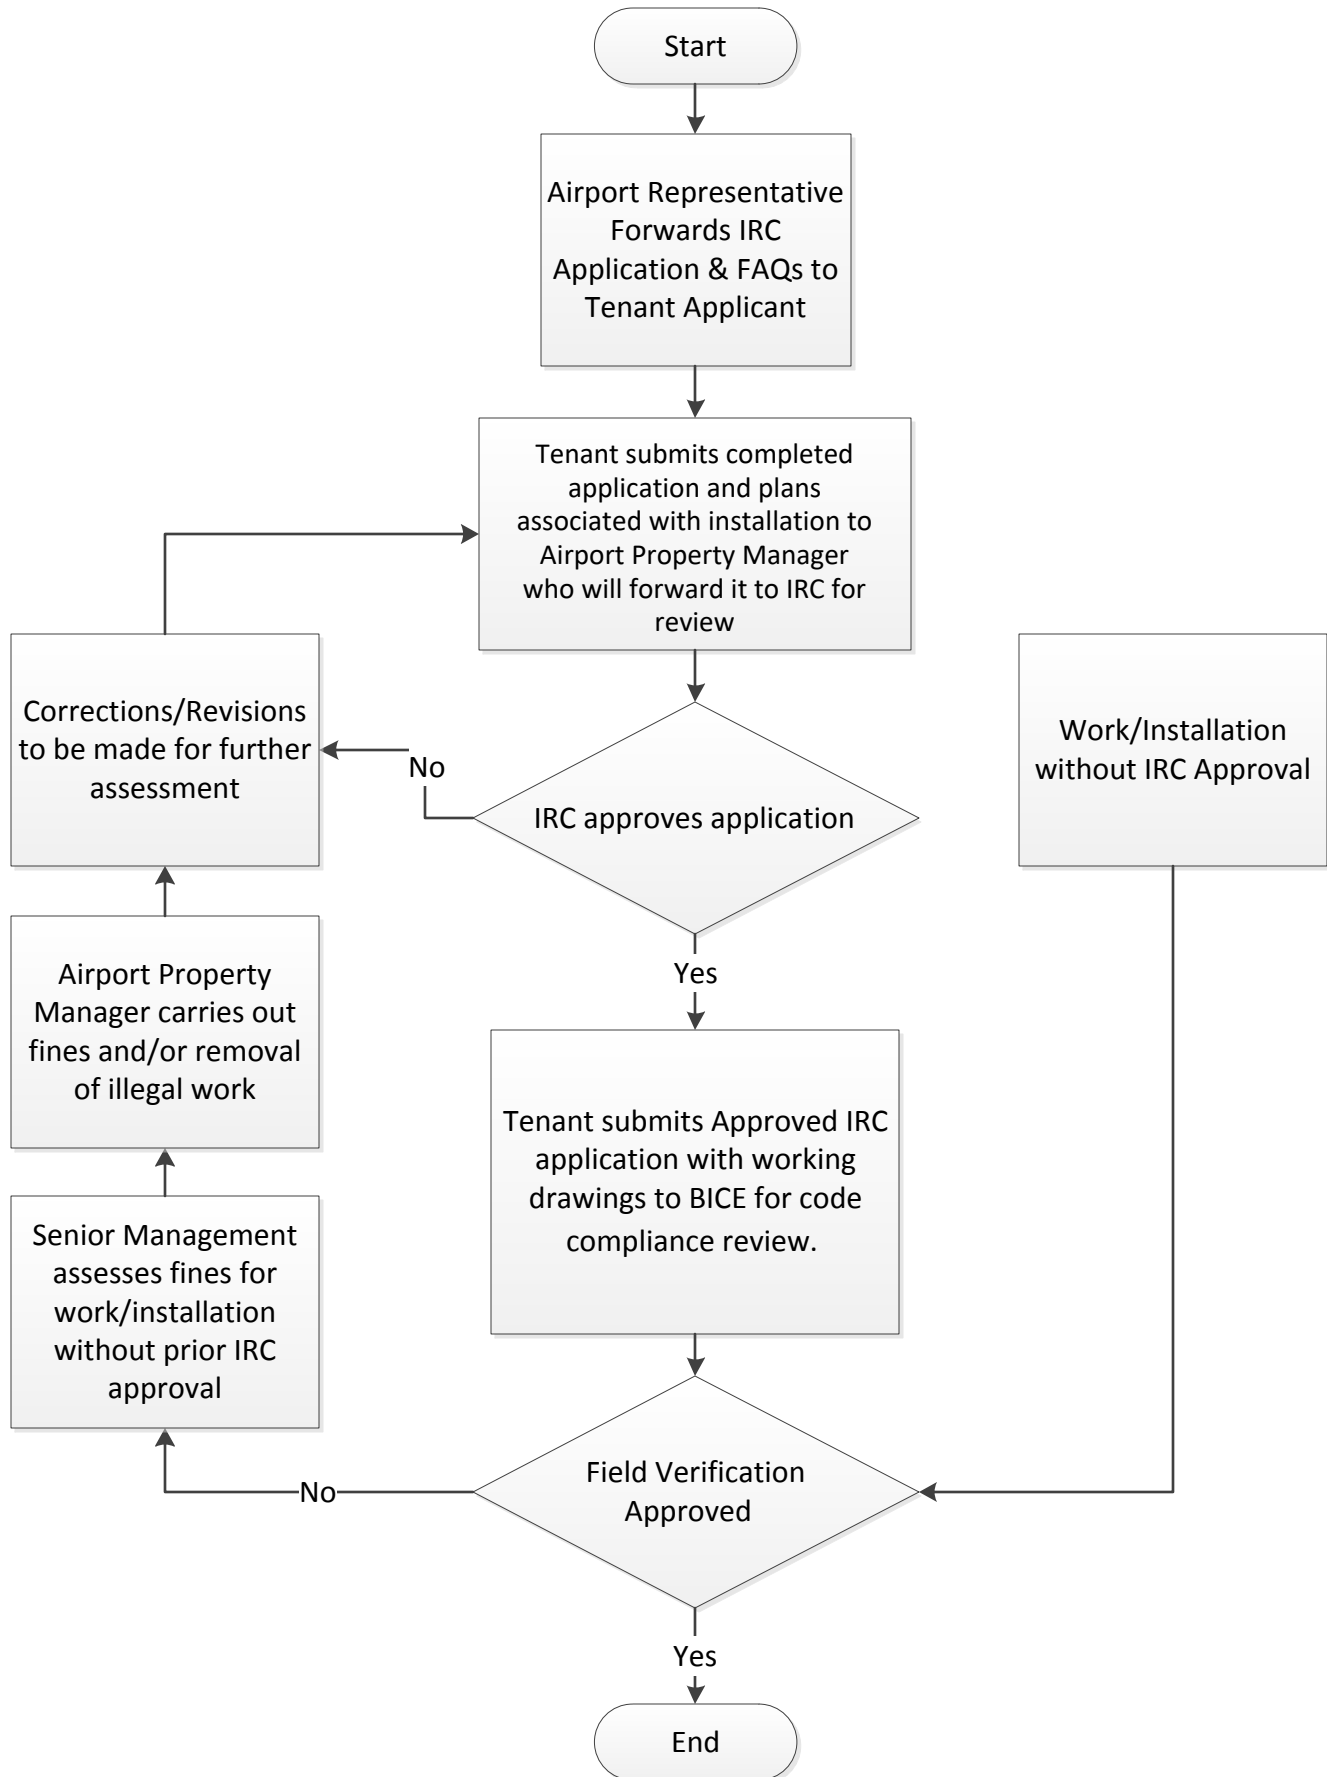 Start
Airport Representative
Forwards IRC
Application & FAQs to
Tenant Applicant
Tenant submits completed
application and plans
associated with installation to
Airport Property Manager
who will forward it to IRC for
review
Corrections/Revisions
to be made for further
assessment
No
IRC approves application
Work/Installation
without IRC Approval
Yes
Airport Property
Manager carries out
fines and/or removal
of illegal work
Tenant submits Approved IRC
application with working
drawings to BICE for code
compliance review.
Senior Management
assesses fines for
work/installation
without prior IRC
approval
No
Field Verification
Approved
Yes
End